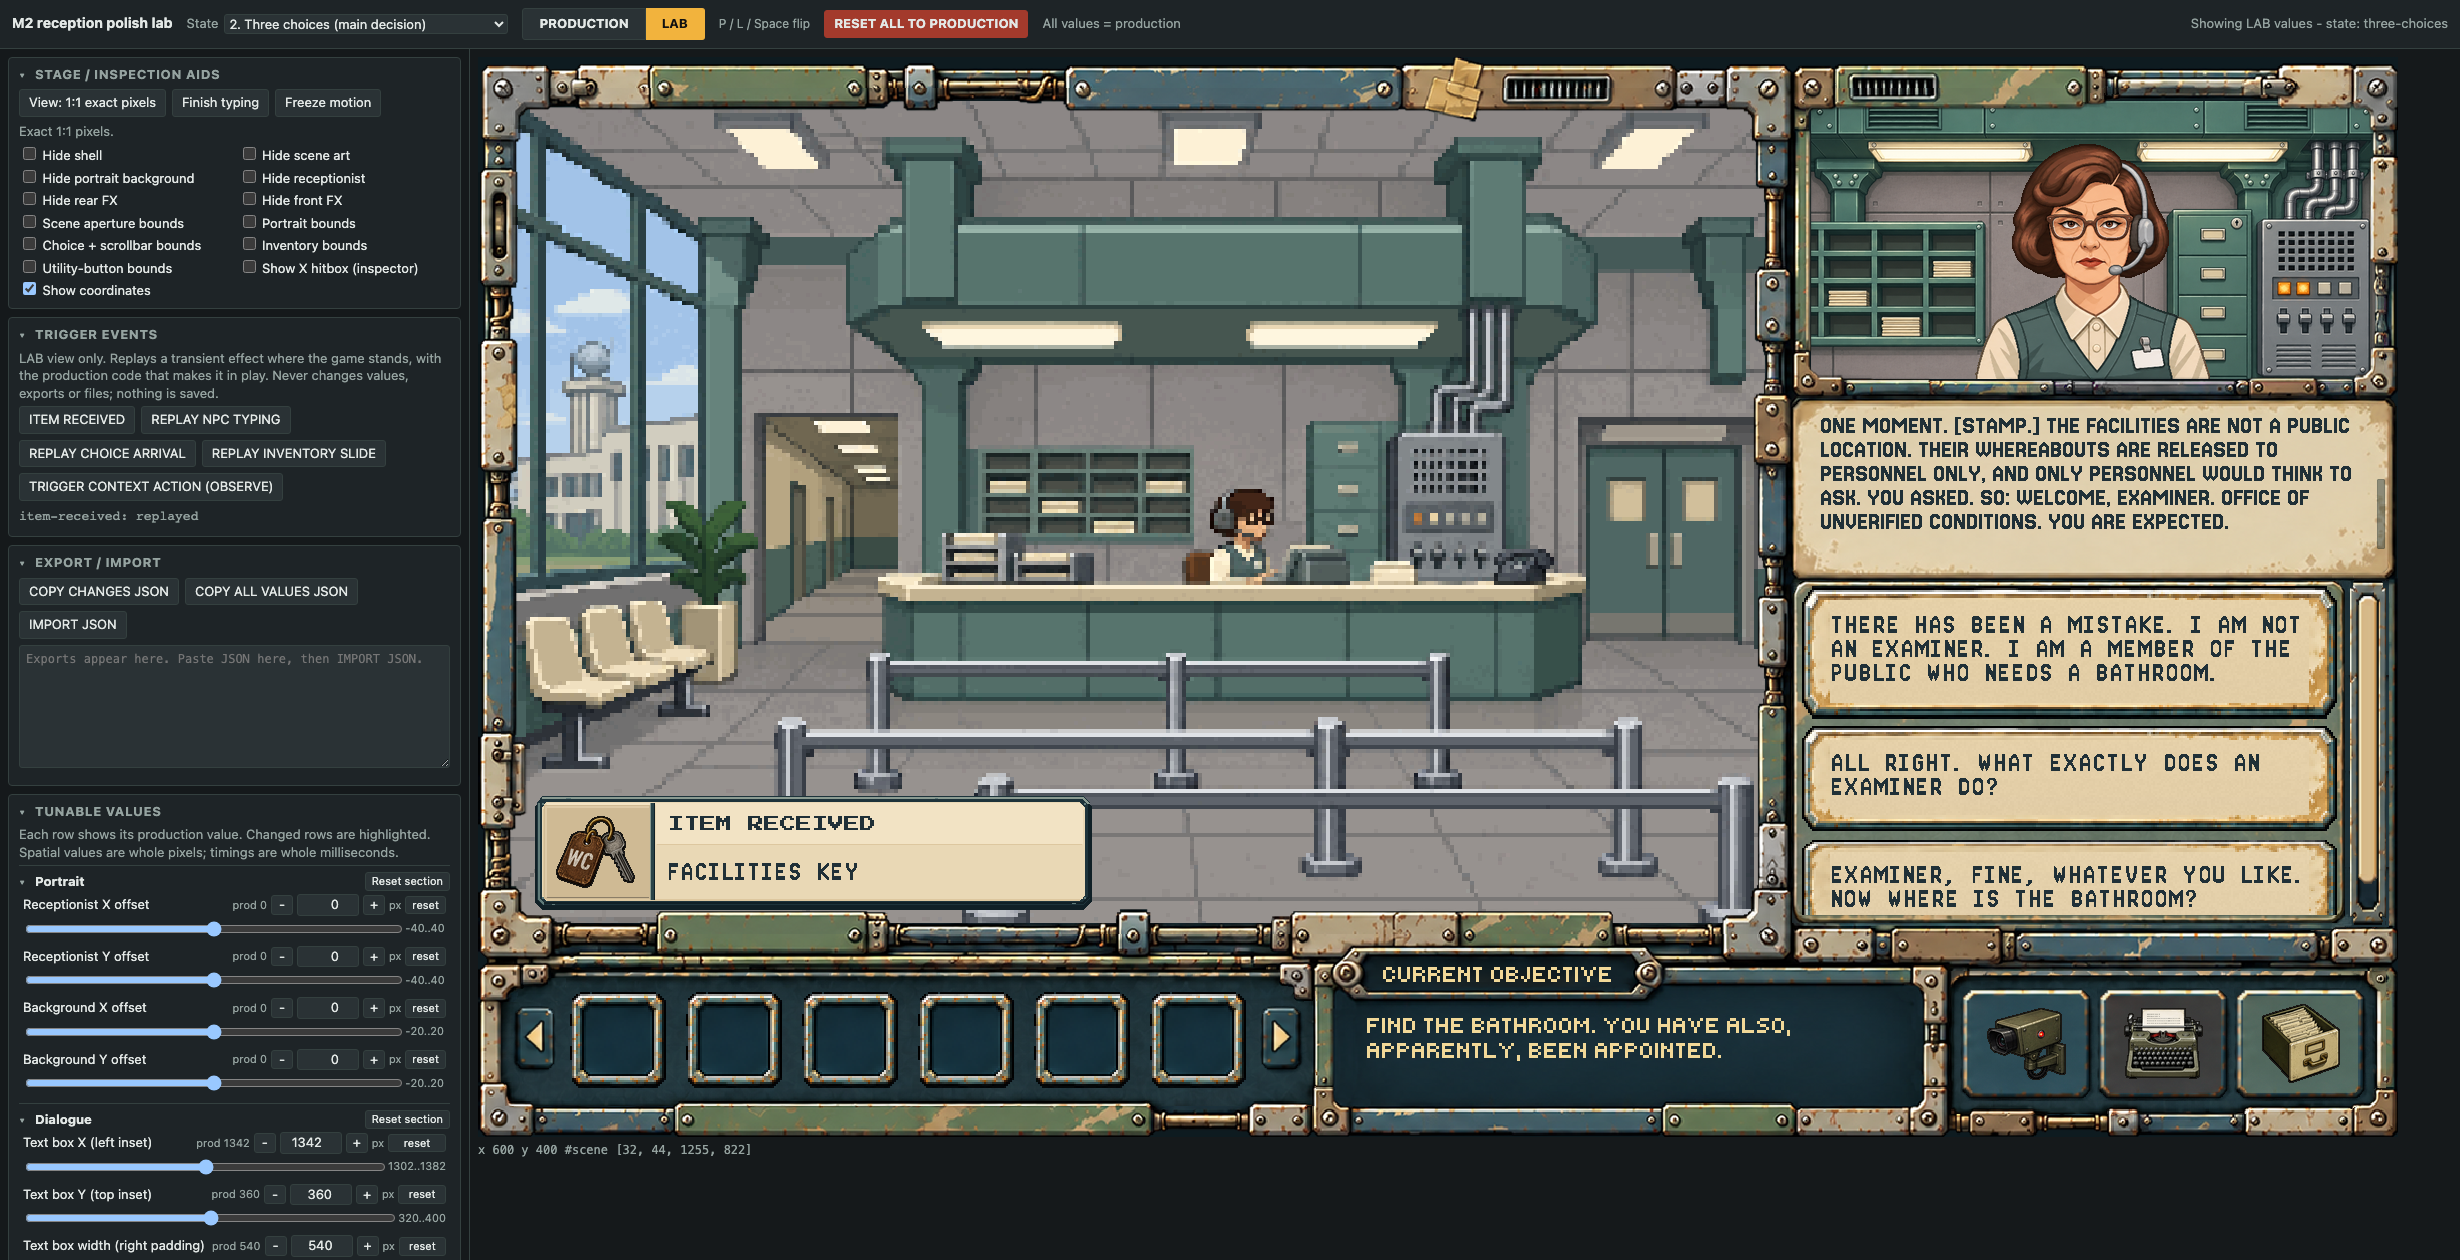 M2 reception polish lab
State
2. Three choices (main decision)
PRODUCTION
LAB
P / L / Space flip
RESET ALL TO PRODUCTION
All values = production
Showing LAB values - state: three-choices
STAGE / INSPECTION AIDS
View: 1:1 exact pixels
Finish typing
Freeze motion
Exact 1:1 pixels.
Hide shell
Hide scene art
Hide portrait background
Hide receptionist
Hide rear FX
Hide front FX
Scene aperture bounds
Portrait bounds
Choice + scrollbar bounds
Inventory bounds
Utility-button bounds
Show X hitbox (inspector)
Show coordinates
TRIGGER EVENTS
LAB view only. Replays a transient effect where the game stands, with
the production code that makes it in play. Never changes values,
exports or files; nothing is saved.
ITEM RECEIVED
REPLAY NPC TYPING
REPLAY CHOICE ARRIVAL
REPLAY INVENTORY SLIDE
TRIGGER CONTEXT ACTION (OBSERVE)
item-received: replayed
EXPORT / IMPORT
COPY CHANGES JSON
COPY ALL VALUES JSON
IMPORT JSON
Exports appear here. Paste JSON here, then IMPORT JSON.
TUNABLE VALUES
Each row shows its production value. Changed rows are highlighted.
Spatial values are whole pixels; timings are whole milliseconds.
Portrait
Reset section
Receptionist X offset
prod 0 - 0 + px reset
-40..40
Receptionist Y offset
prod 0 - 0 + px reset
-40..40
Background X offset
prod 0 - 0 + px reset
-20..20
Background Y offset
prod 0 - 0 + px reset
-20..20
Dialogue
Reset section
Text box X (left inset)
prod 1342 - 1342 + px reset
1302..1382
Text box Y (top inset)
prod 360 - 360 + px reset
320..400
Text box width (right padding)
prod 540 - 540 + px reset
ONE MOMENT. [STAMP.] THE FACILITIES ARE NOT A PUBLIC
LOCATION. THEIR WHEREABOUTS ARE RELEASED TO
PERSONNEL ONLY, AND ONLY PERSONNEL WOULD THINK TO
ASK. YOU ASKED. SO: WELCOME, EXAMINER. OFFICE OF
UNVERIFIED CONDITIONS. YOU ARE EXPECTED.
THERE HAS BEEN A MISTAKE. I AM NOT
AN EXAMINER. I AM A MEMBER OF THE
PUBLIC WHO NEEDS A BATHROOM.
ALL RIGHT. WHAT EXACTLY DOES AN
EXAMINER DO?
EXAMINER, FINE, WHATEVER YOU LIKE.
NOW WHERE IS THE BATHROOM?
WC
ITEM RECEIVED
FACILITIES KEY
CURRENT OBJECTIVE
FIND THE BATHROOM. YOU HAVE ALSO,
APPARENTLY, BEEN APPOINTED.
x 600 y 400 #scene [32, 44, 1255, 822]